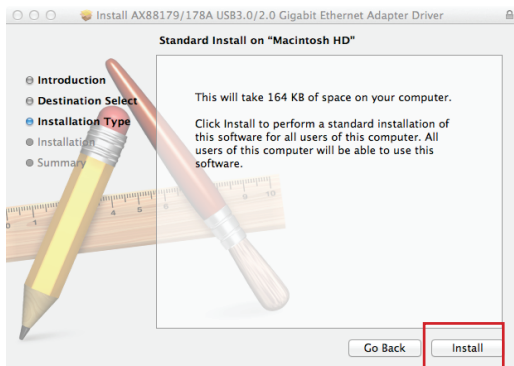 Install AX88179/178A USB3.0/2.0 Gigabit Ethernet Adapter Driver
Standard Install on "Macintosh HD"
Introduction
Destination Select
Installation Type
Installation
Summary
This will take 164 KB of space on your computer.
Click Install to perform a standard installation of
this software for all users of this computer. All
users of this computer will be able to use this
software.
Go Back
Install